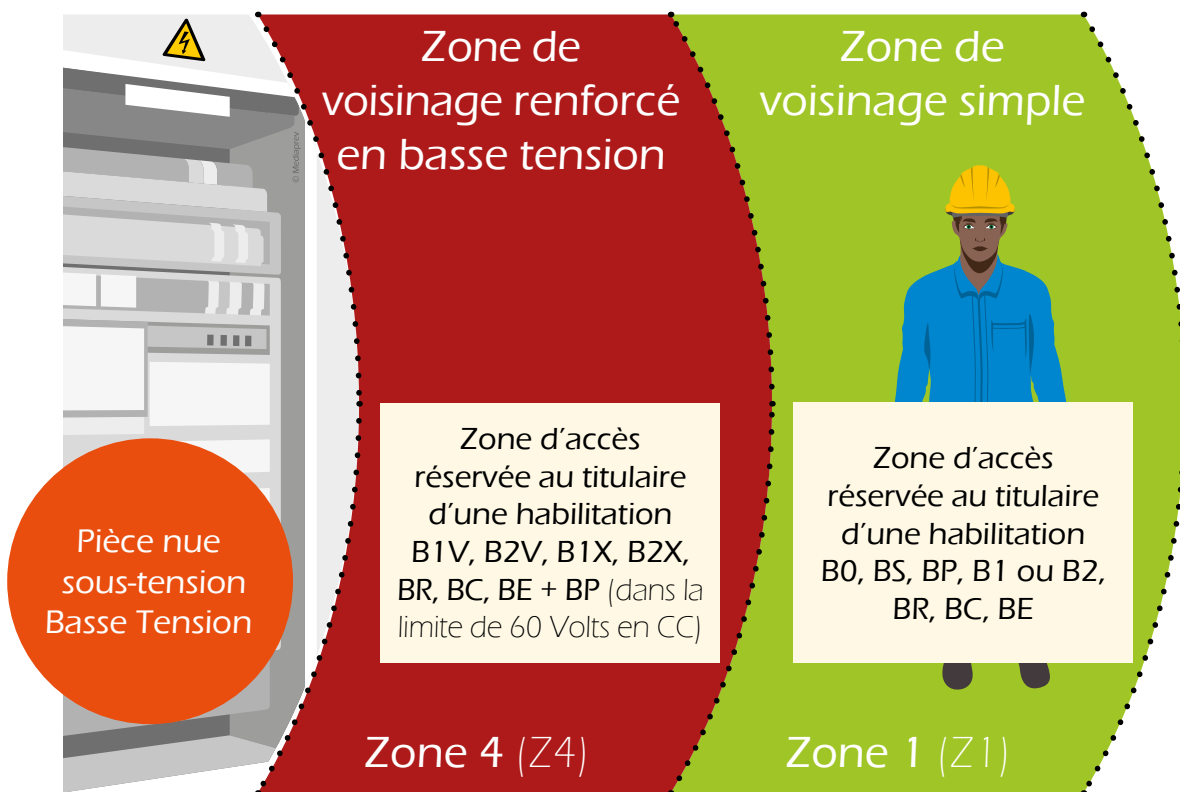 Zone de
voisinage renforcé
en basse tension
Zone de
voisinage simple
© Mediaprev
Zone d'accès
réservée au titulaire
d'une habilitation
B1V, B2V, B1X, B2X,
BR, BC, BE + BP (dans la
limite de 60 Volts en CC)
Zone d'accès
réservée au titulaire
d'une habilitation
B0, BS, BP, B1 ou B2,
BR, BC, BE
Pièce nue
sous-tension
Basse Tension
Zone 4 (Z4)
Zone 1 (Z1)